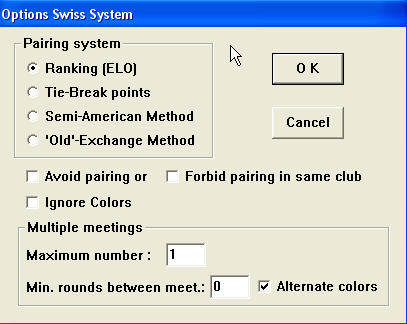 Options Swiss System
Pairing system
Ranking (ELO)
Tie-Break points
Semi-American Method
'Old'-Exchange Method
O K
Cancel
Avoid pairing or Forbid pairing in same club
Ignore Colors
Multiple meetings
Maximum number : 1
Min. rounds between meet.: 0 Alternate colors